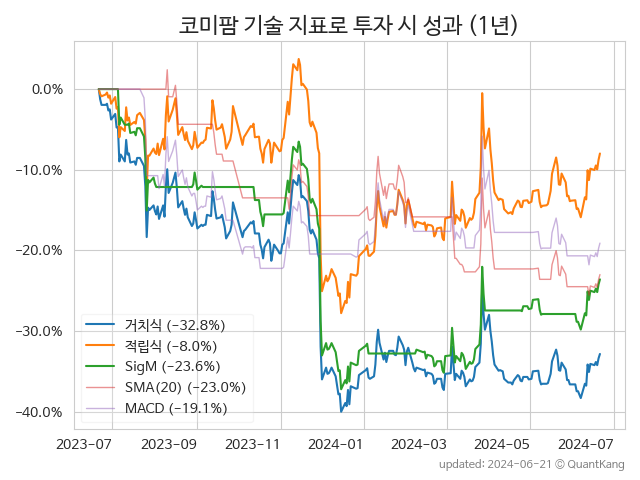 코미팜 기술 지표로 투자 시 성과 (1년)
0.0%
−10.0%
−20.0%
−30.0%
−40.0%
거치식 (−32.8%)
적립식 (−8.0%)
SigM (−23.6%)
SMA(20) (−23.0%)
MACD (−19.1%)
2023-07 2023-09 2023-11 2024-01 2024-03 2024-05 2024-07
updated: 2024-06-21 © QuantKang